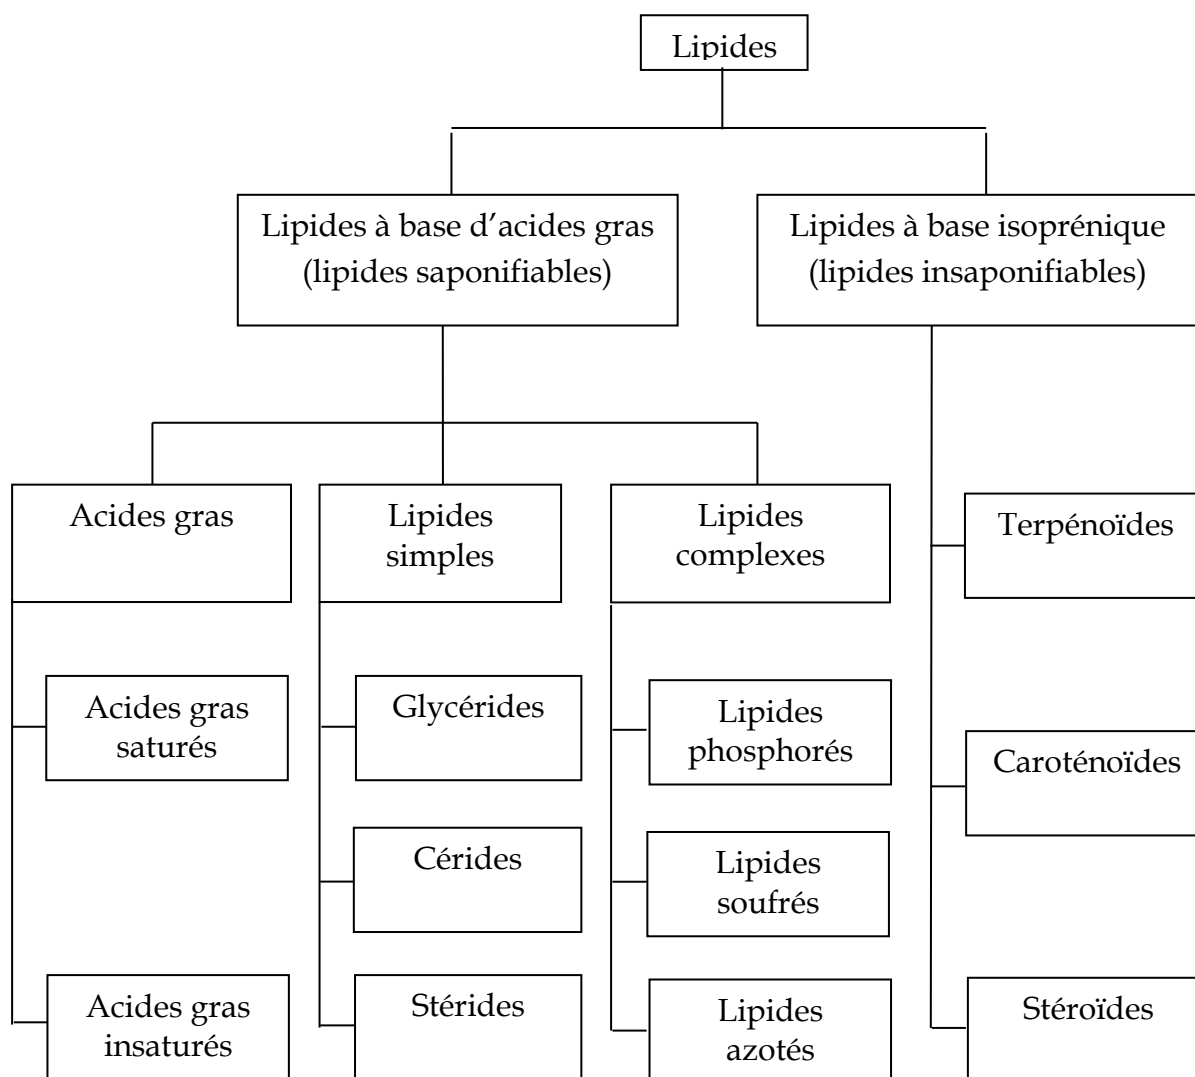 Lipides
Lipides à base d’acides gras
(lipides saponifiables)
Lipides à base isoprénique
(lipides insaponifiables)
Acides gras
Lipides
simples
Lipides
complexes
Terpénoïdes
Acides gras
saturés
Glycérides
Lipides
phosphorés
Caroténoïdes
Cérides
Lipides
soufrés
Acides gras
insaturés
Stérides
Lipides
azotés
Stéroïdes